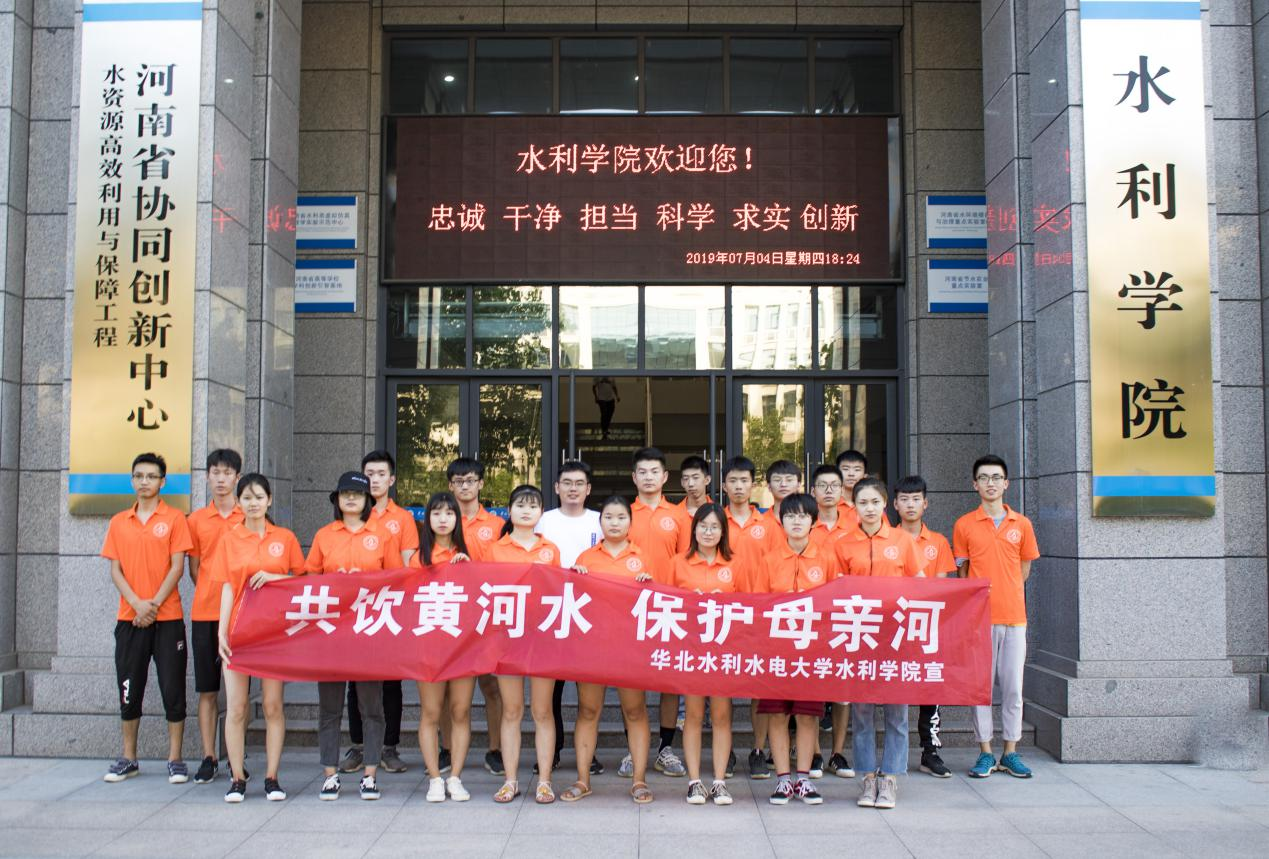 河南省协同创新中心
水资源高效利用与保障工程
水利学院欢迎您！
忠诚 干净 担当 科学 求实 创新
2019年07月04日星期四18:24
水利学院
共饮黄河水 保护母亲河
华北水利水电大学水利学院宣